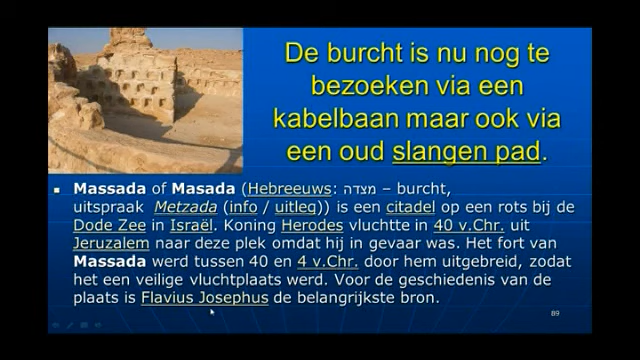 De burcht is nu nog te
bezoeken via een
kabelbaan maar ook via
een oud slangen pad.
▪ Massada of Masada (Hebreeuws: מצדה – burcht,
uitspraak Metzada (info / uitleg)) is een citadel op een rots bij de
Dode Zee in Israël. Koning Herodes vluchtte in 40 v.Chr. uit
Jeruzalem naar deze plek omdat hij in gevaar was. Het fort van
Massada werd tussen 40 en 4 v.Chr. door hem uitgebreid, zodat
het een veilige vluchtplaats werd. Voor de geschiedenis van de
plaats is Flavius Josephus de belangrijkste bron.
89